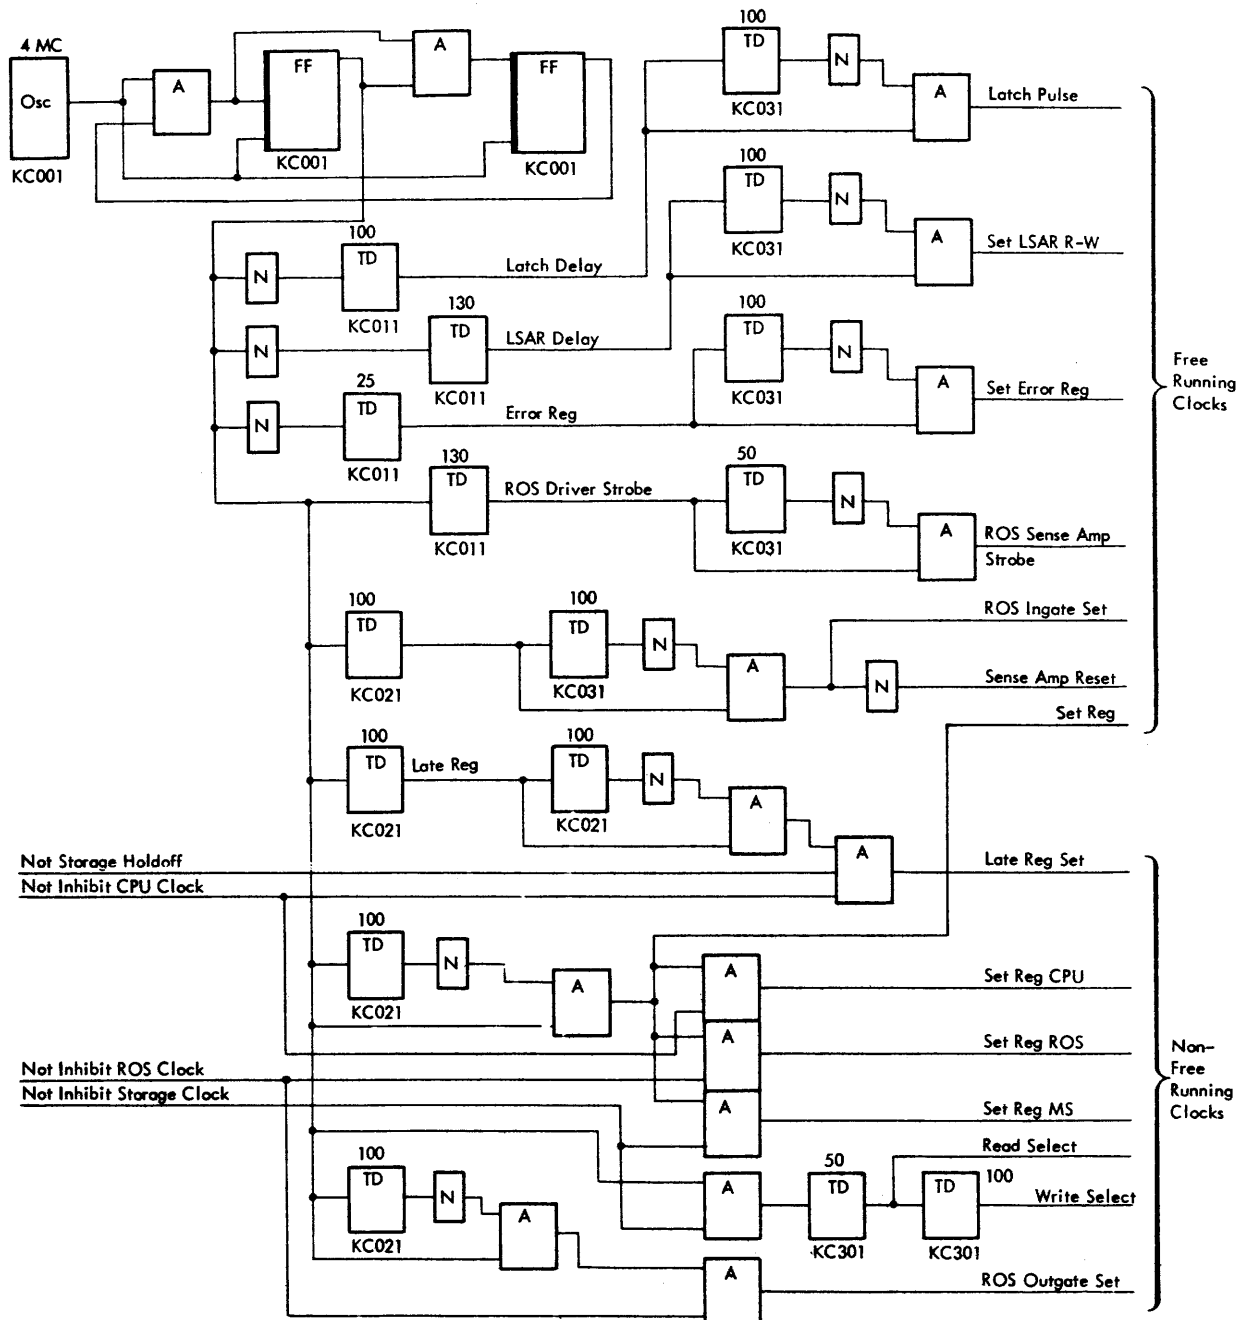 4 MC
Osc
KC001
A
FF
KC001
A
FF
KC001
100
TD
KC031
N
A
Latch Pulse
100
TD
KC031
N
A
Set LSAR R-W
N
100
TD
KC011
Latch Delay
N
130
TD
KC011
LSAR Delay
100
TD
KC031
N
A
Set Error Reg
N
25
TD
KC011
Error Reg
Free
Running
Clocks
130
TD
KC011
ROS Driver Strobe
50
TD
KC031
N
A
ROS Sense Amp
Strobe
100
TD
KC021
100
TD
KC031
N
A
ROS Ingate Set
N
Sense Amp Reset
Set Reg
100
TD
KC021
Late Reg
100
TD
KC021
N
A
A
Late Reg Set
Not Storage Holdoff
Not Inhibit CPU Clock
100
TD
KC021
N
A
A
Set Reg CPU
A
Set Reg ROS
Not Inhibit ROS Clock
Not Inhibit Storage Clock
A
Set Reg MS
Non-
Free
Running
Clocks
100
TD
KC021
N
A
A
50
TD
KC301
Read Select
TD
100
KC301
Write Select
A
ROS Outgate Set